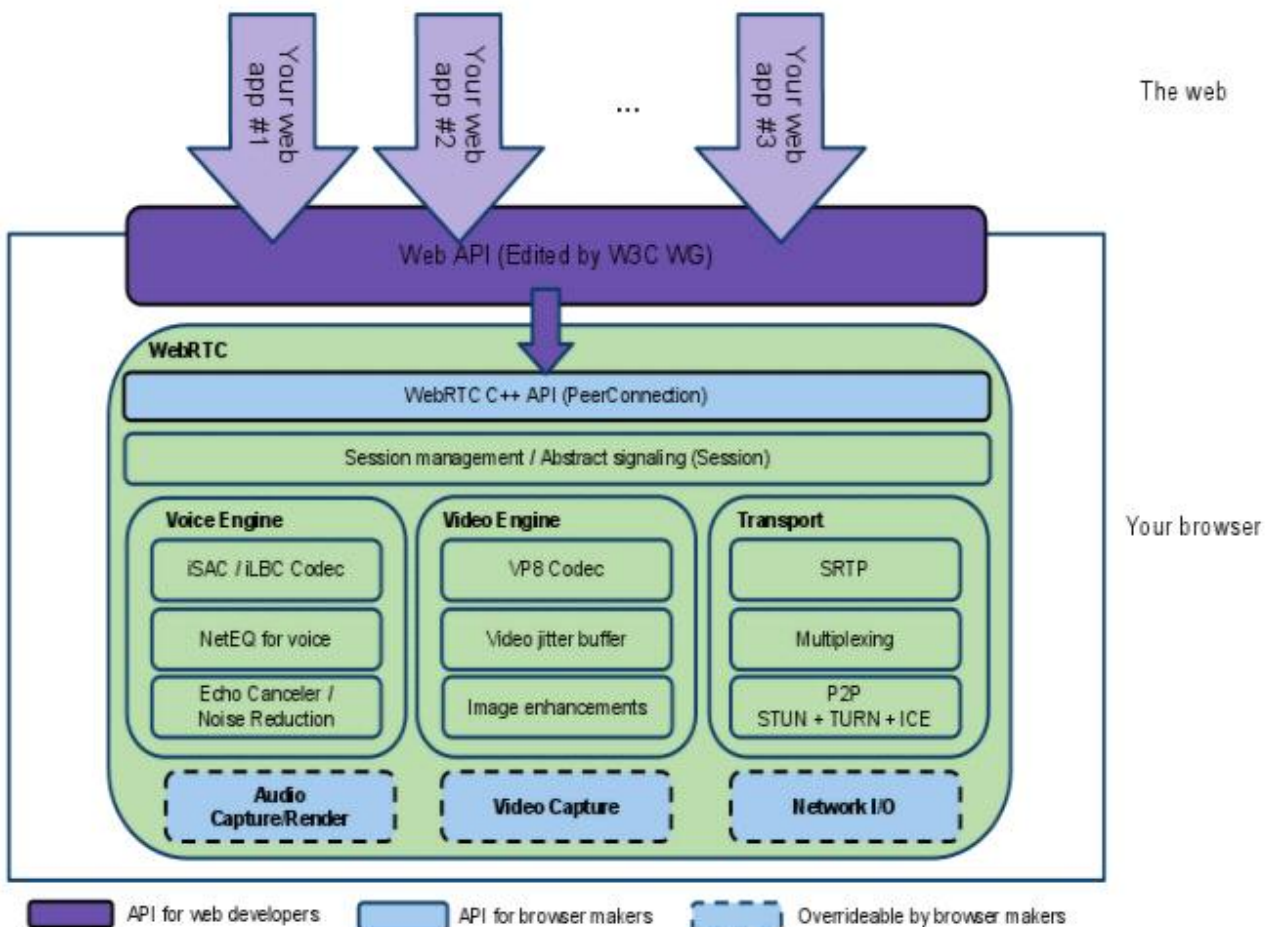 Your web
app #1
Your web
app #2
...
Your web
app #3
The web
Web API (Edited by W3C WG)
WebRTC
WebRTC C++ API (PeerConnection)
Session management / Abstract signaling (Session)
Your browser
Voice Engine
iSAC / iLBC Codec
NetEQ for voice
Echo Canceler /
Noise Reduction
Video Engine
VP8 Codec
Video jitter buffer
Image enhancements
Transport
SRTP
Multiplexing
P2P
STUN + TURN + ICE
Audio
Capture/Render
Video Capture
Network I/O
API for web developers
API for browser makers
Overrideable by browser makers